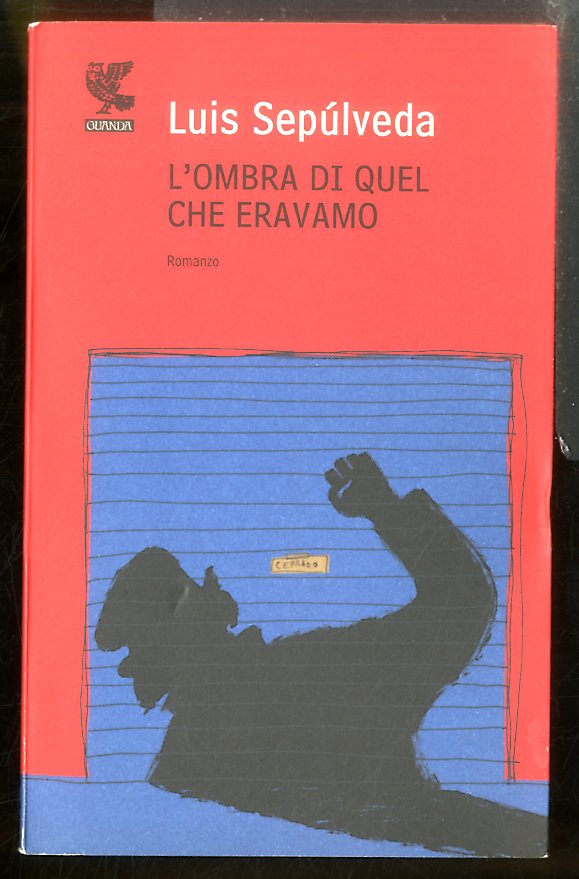 GUANDA
Luis Sepúlveda
L'OMBRA DI QUEL
CHE ERAVAMO
Romanzo
CERRADO